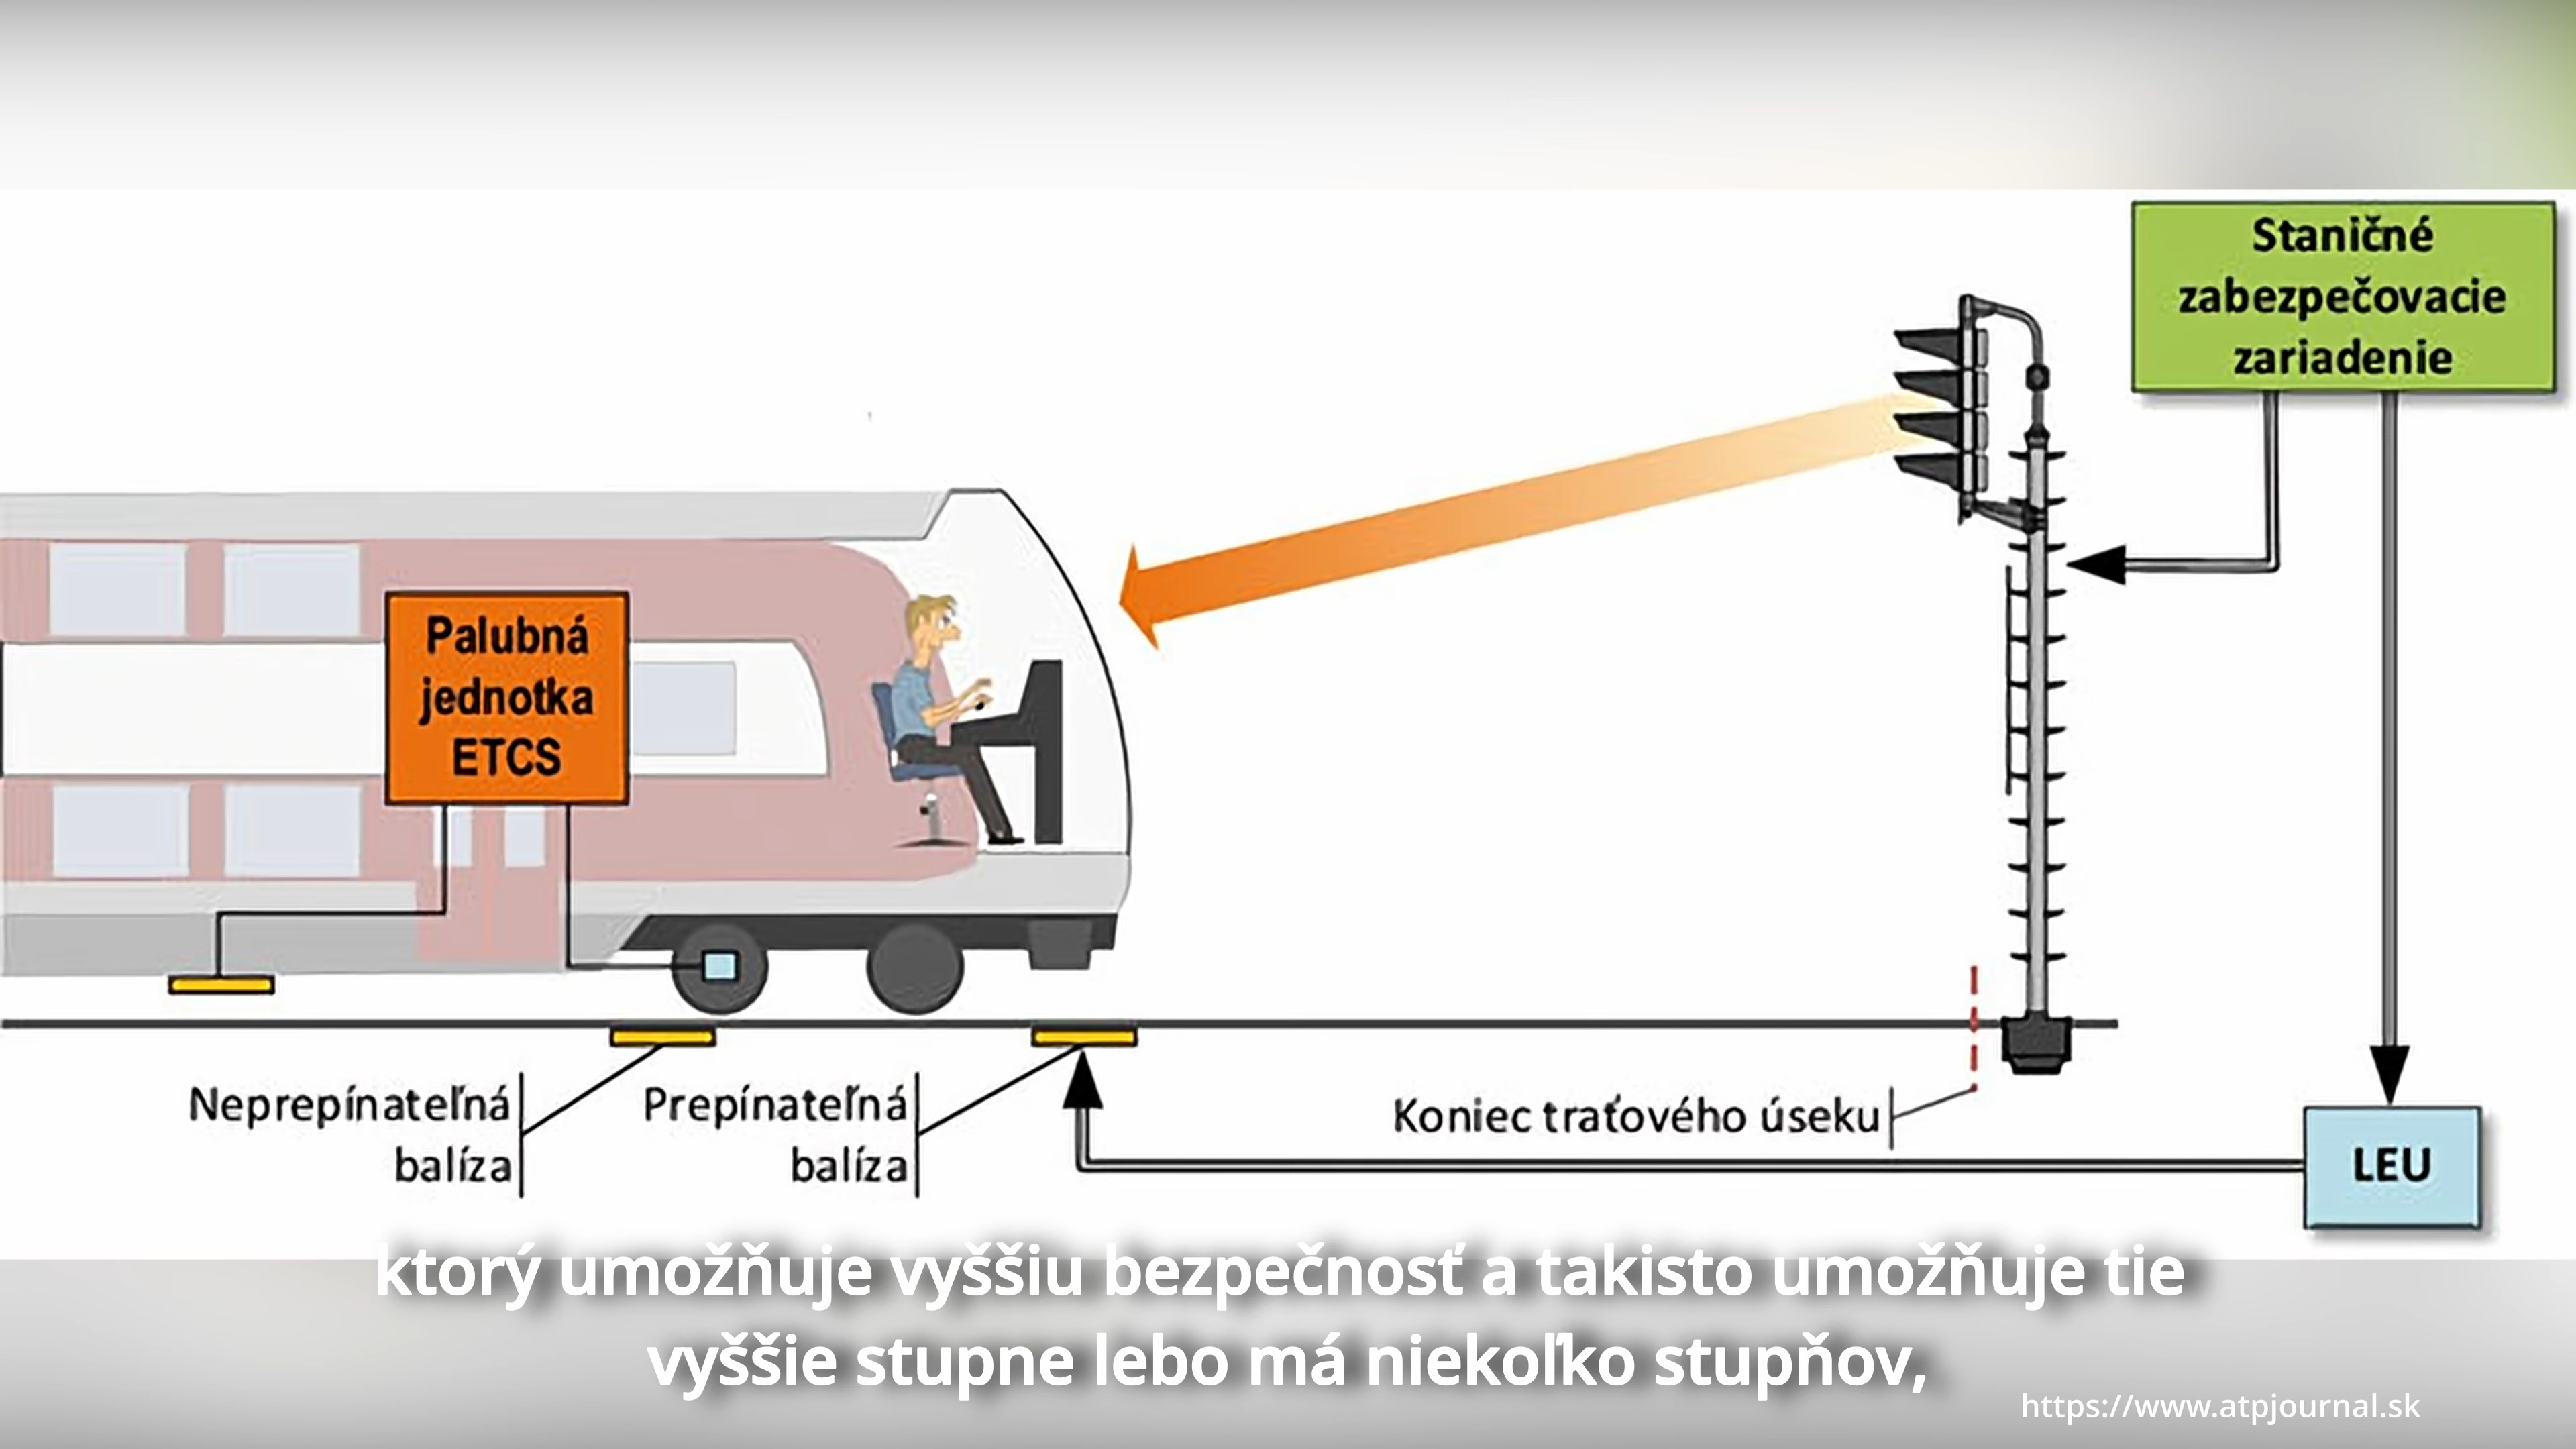 Staničné
zabezpečovacie
zariadenie
Palubná
jednotka
ETCS
Neprepínateľná
balíza
Prepínateľná
balíza
Koniec traťového úseku
LEU
ktorý umožňuje vyššiu bezpečnosť a takisto umožňuje tie
vyššie stupne lebo má niekoľko stupňov,
https://www.atpjournal.sk